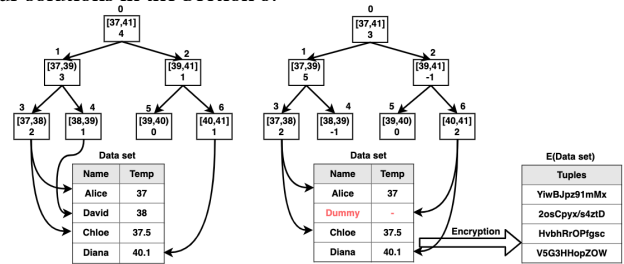 0
[37,41]
4
1
[37,39)
3
2
[39,41]
1
3
[37,38)
2
4
[38,39)
1
5
[39,40)
0
6
[40,41]
1
Data set
Name Temp
Alice 37
David 38
Chloe 37.5
Diana 40.1
0
[37,41]
3
1
[37,39)
5
2
[39,41]
-1
3
[37,38)
2
4
[38,39)
-1
5
[39,40)
0
6
[40,41]
2
Data set
Name Temp
Alice 37
Dummy -
Chloe 37.5
Diana 40.1
Encryption
E(Data set)
Tuples
YiwBJpz91mMx
2osCpyx/s4ztD
HvbhRrOPfgsc
V5G3HHopZOW